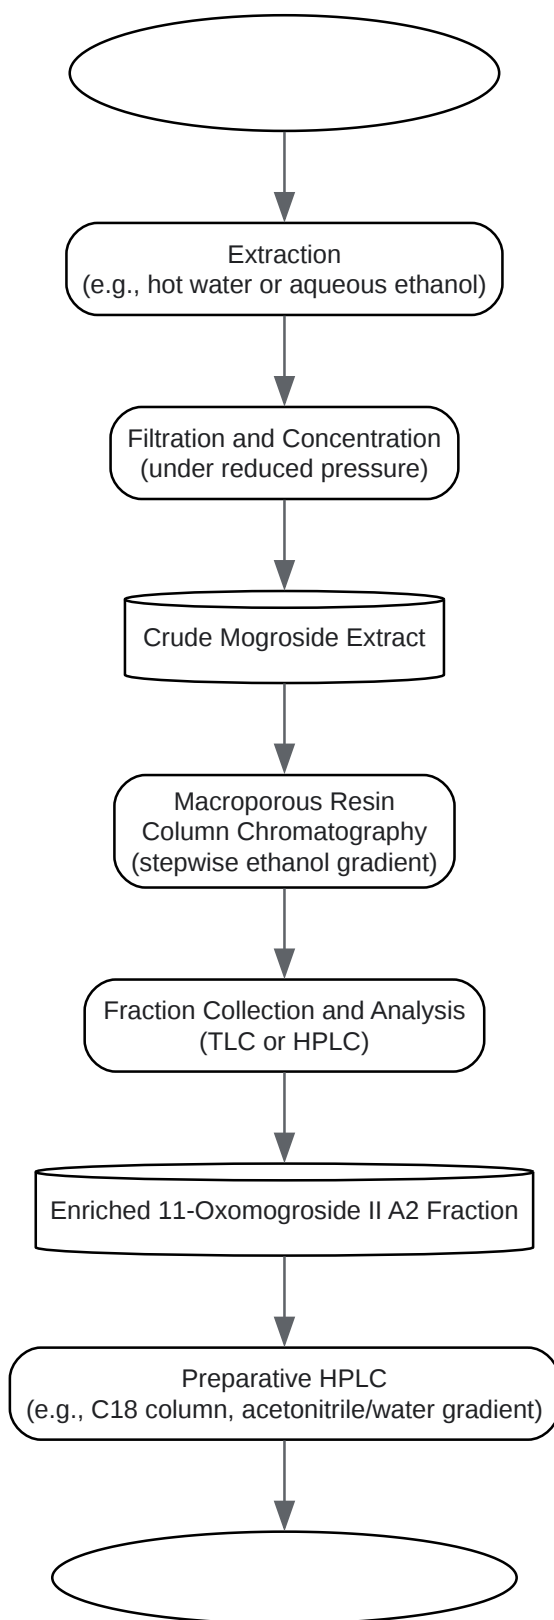 Extraction
(e.g., hot water or aqueous ethanol)
Filtration and Concentration
(under reduced pressure)
Crude Mogroside Extract
Macroporous Resin
Column Chromatography
(stepwise ethanol gradient)
Fraction Collection and Analysis
(TLC or HPLC)
Enriched 11-Oxomogroside II A2 Fraction
Preparative HPLC
(e.g., C18 column, acetonitrile/water gradient)